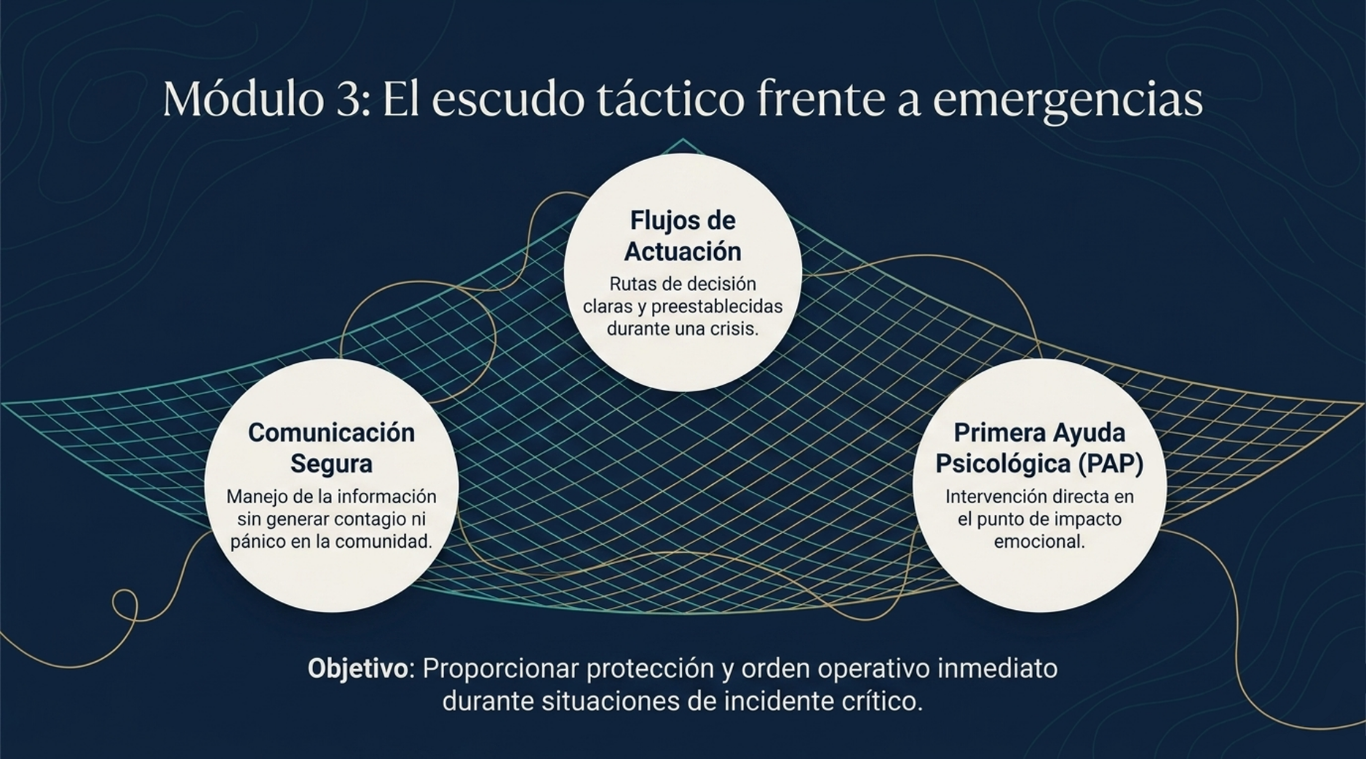 Módulo 3: El escudo táctico frente a emergencias
Flujos de
Actuación
Rutas de decisión
claras y preestablecidas
durante una crisis.
Comunicación
Segura
Manejo de la información
sin generar contagio ni
pánico en la comunidad.
Primera Ayuda
Psicológica (PAP)
Intervención directa en
el punto de impacto
emocional.
Objetivo: Proporcionar protección y orden operativo inmediato
durante situaciones de incidente crítico.